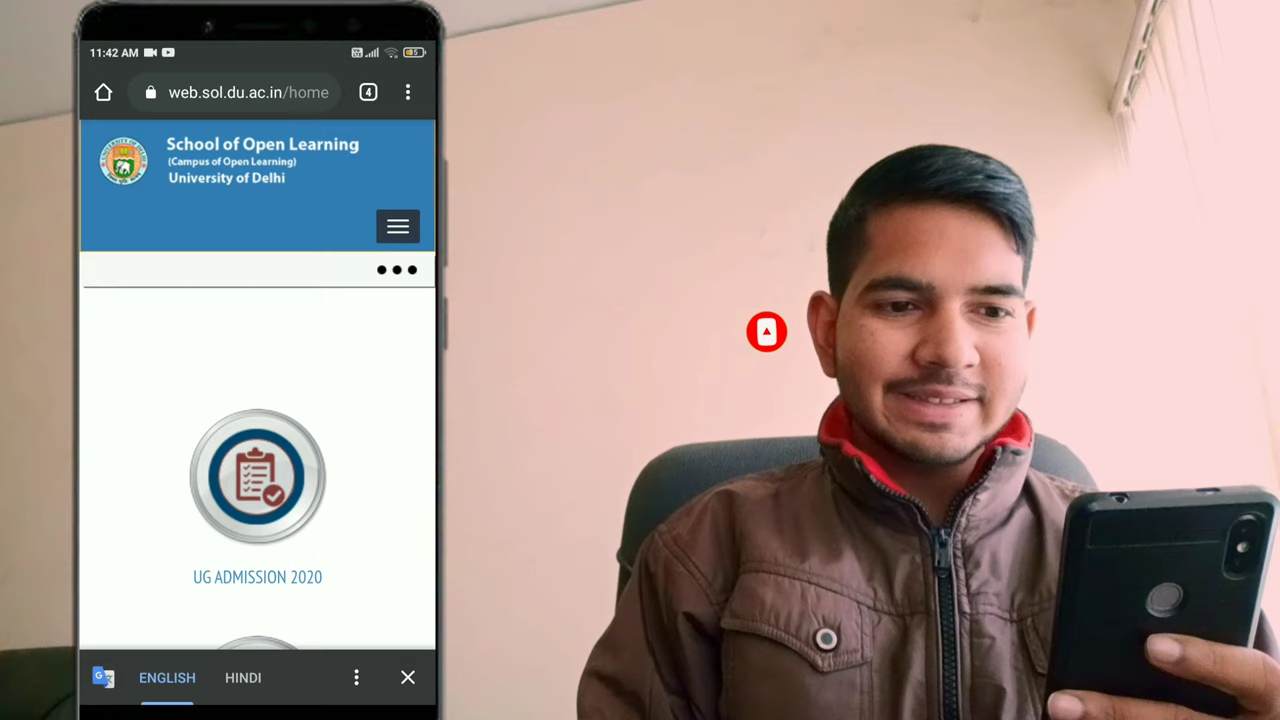 11:42 AM
web.sol.du.ac.in/home
4
School of Open Learning
(Campus of Open Learning)
University of Delhi
UG ADMISSION 2020
ENGLISH
HINDI